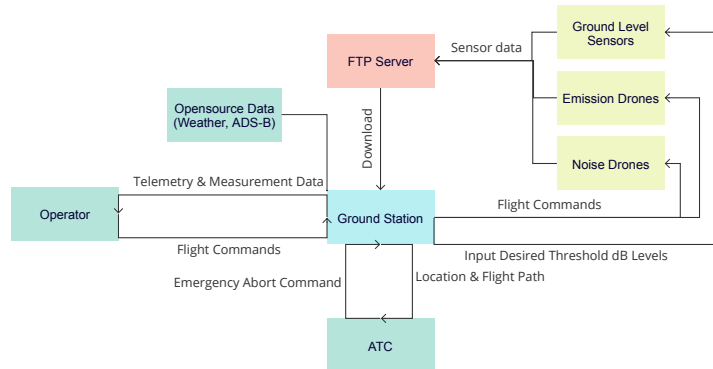 Ground Level
Sensors
Sensor data
FTP Server
Emission Drones
Opensource Data
(Weather, ADS-B)
Download
Noise Drones
Telemetry & Measurement Data
Operator
Ground Station
Flight Commands
Flight Commands
Input Desired Threshold dB Levels
Emergency Abort Command
Location & Flight Path
ATC